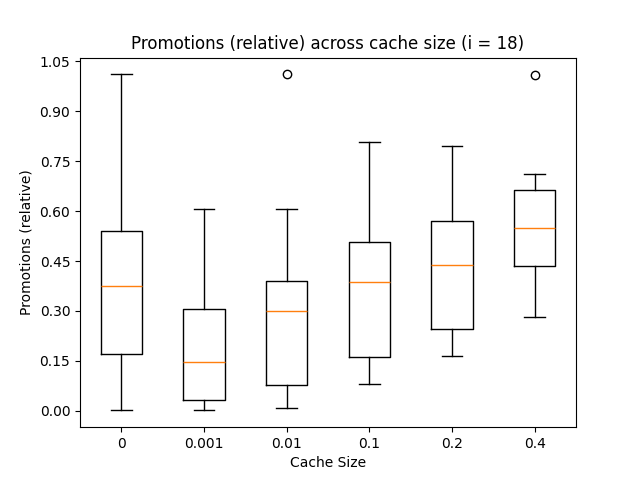 Promotions (relative) across cache size (i = 18)
Promotions (relative)
1.05
0.90
0.75
0.60
0.45
0.30
0.15
0.00
0 0.001 0.01 0.1 0.2 0.4
Cache Size